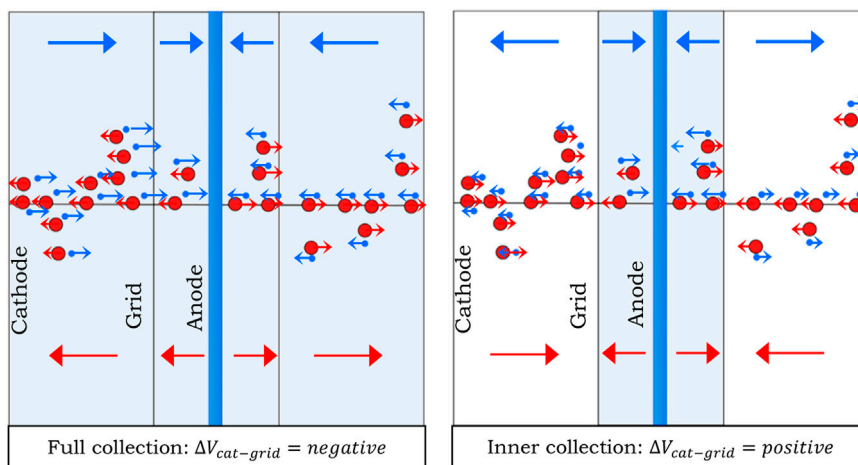 Cathode
Grid
Anode
Full collection: ΔV_{cat-grid} = negative
Cathode
Grid
Anode
Inner collection: ΔV_{cat-grid} = positive